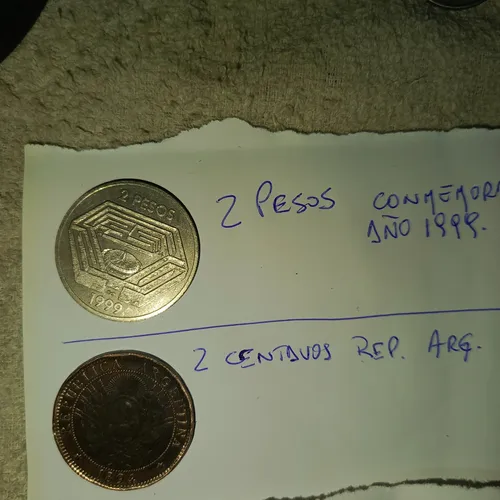 2 PESOS
1999
2 PESOS CONMEMORA
AÑO 1999.
2 CENTAVOS REP. ARG.
REPUBLICA ARGENTINA